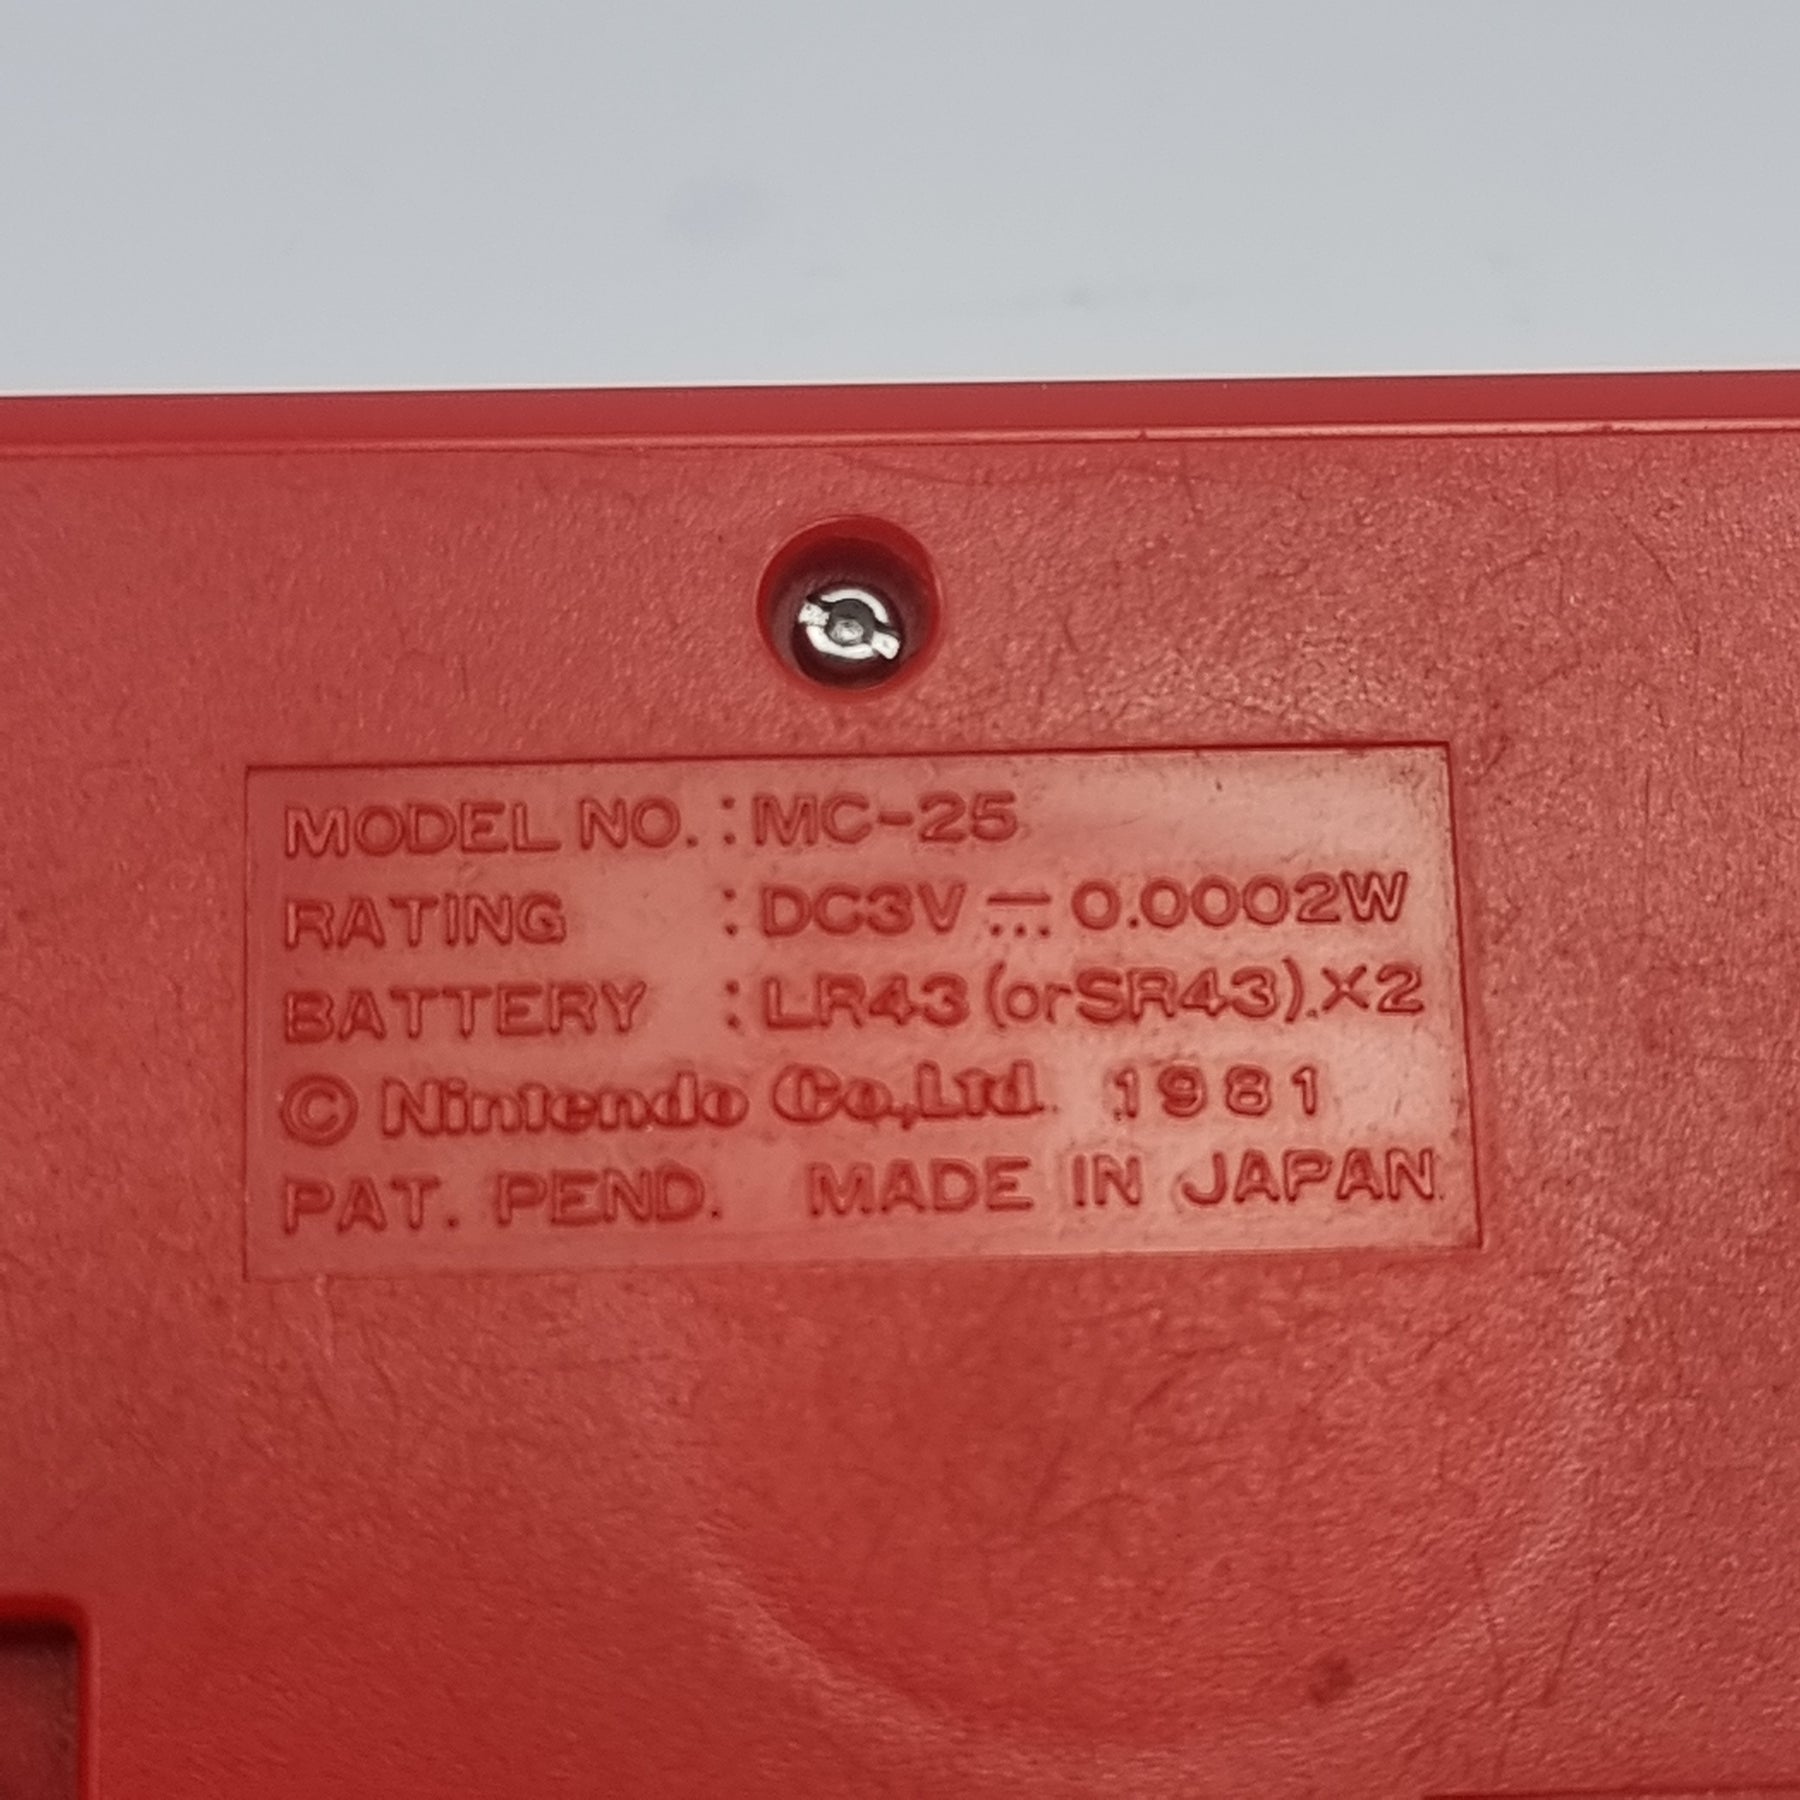 MODEL NO. : MC-25
RATING : DC3V ⎓ 0.0002W
BATTERY : LR43 (or SR43) X2
© Nintendo Co., Ltd. 1981
PAT. PEND. MADE IN JAPAN